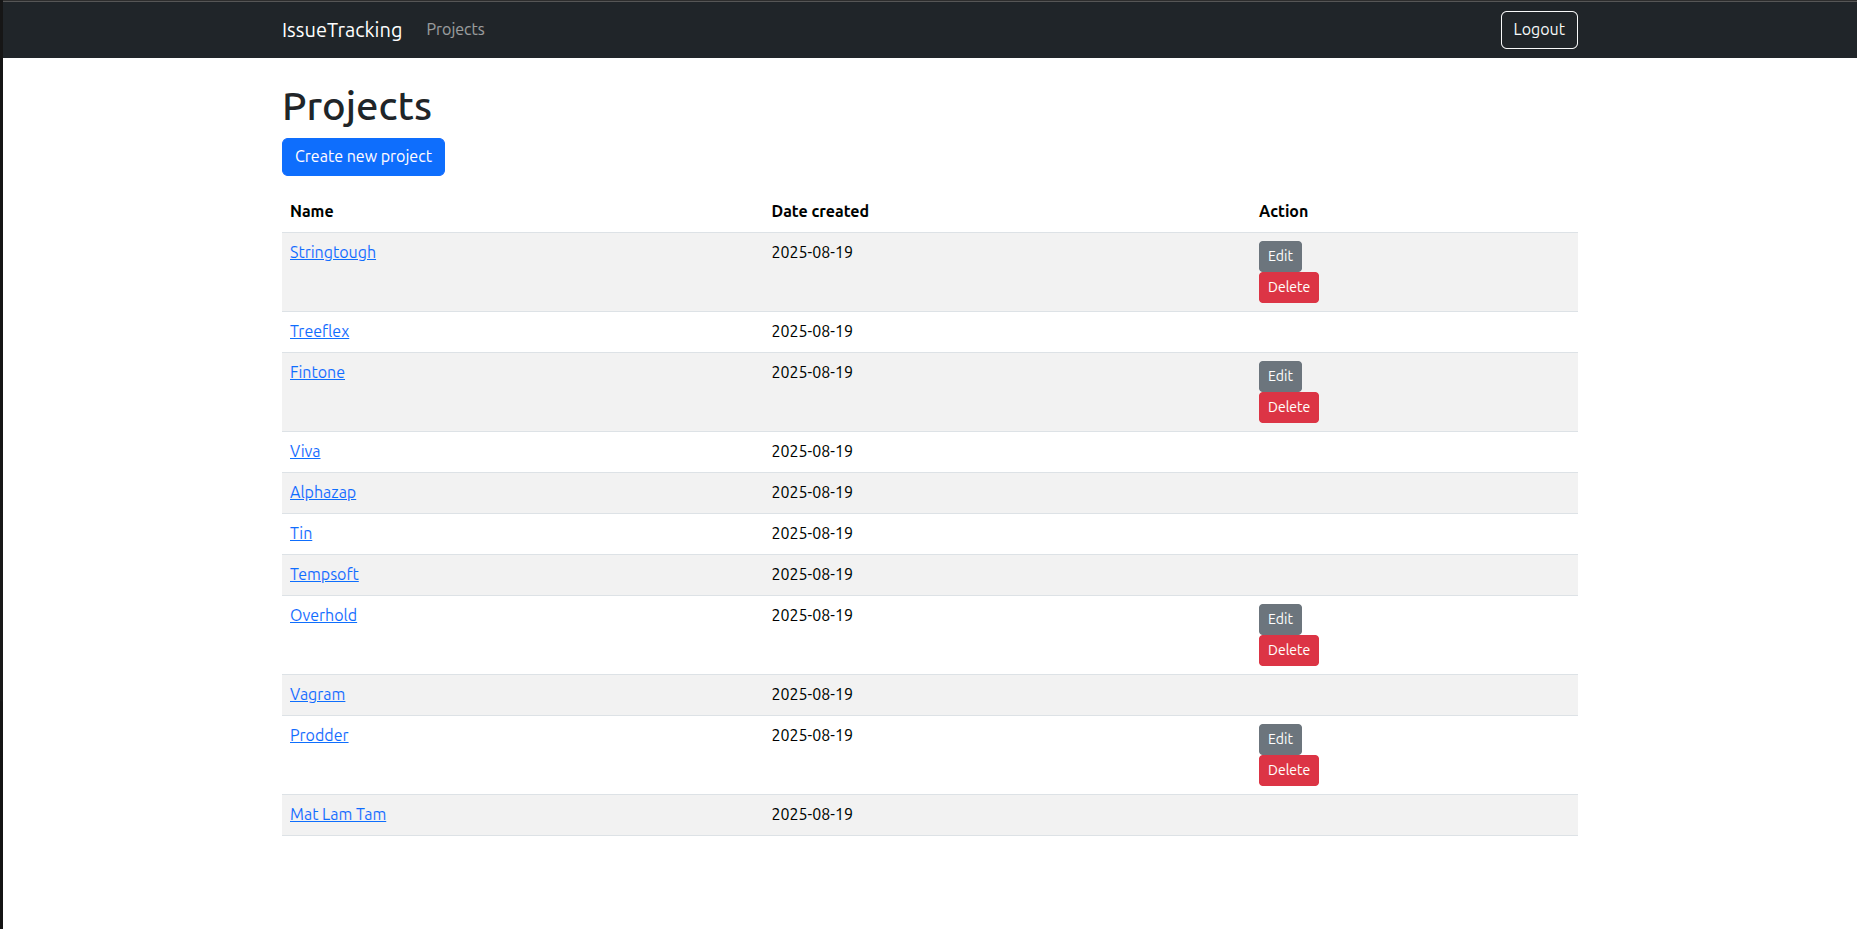 IssueTracking Projects Logout
Projects
Create new project
Name Date created Action
Stringtough 2025-08-19 Edit
Delete
Treeflex 2025-08-19
Fintone 2025-08-19 Edit
Delete
Viva 2025-08-19
Alphazap 2025-08-19
Tin 2025-08-19
Tempsoft 2025-08-19
Overhold 2025-08-19 Edit
Delete
Vagram 2025-08-19
Prodder 2025-08-19 Edit
Delete
Mat Lam Tam 2025-08-19